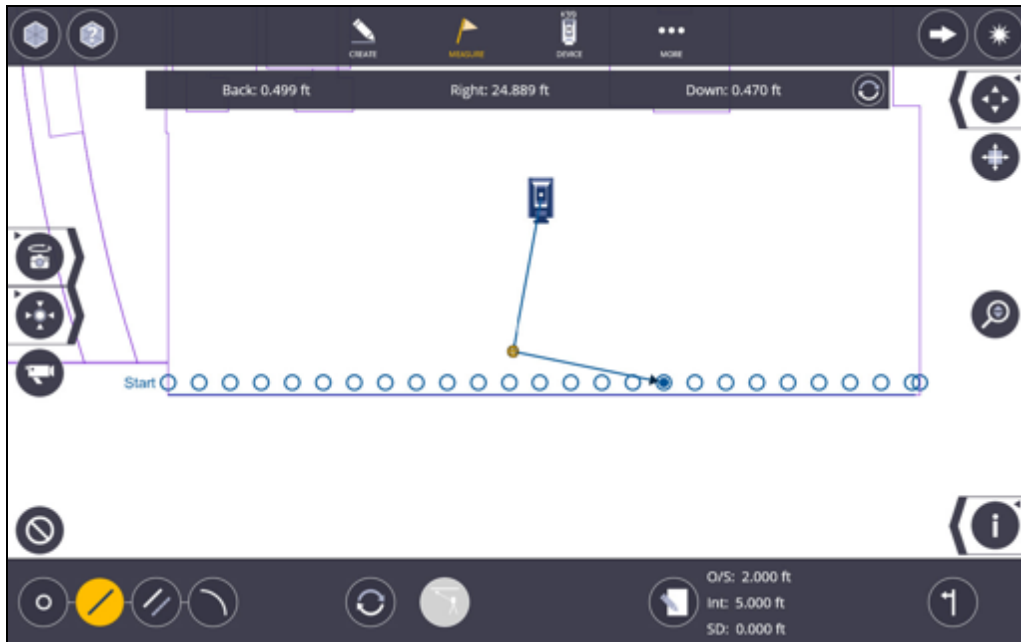 CREATE
MEASURE
DEVICE
MORE
Back: 0.499 ft
Right: 24.889 ft
Down: 0.470 ft
Start
O/S: 2.000 ft
Int: 5.000 ft
SD: 0.000 ft